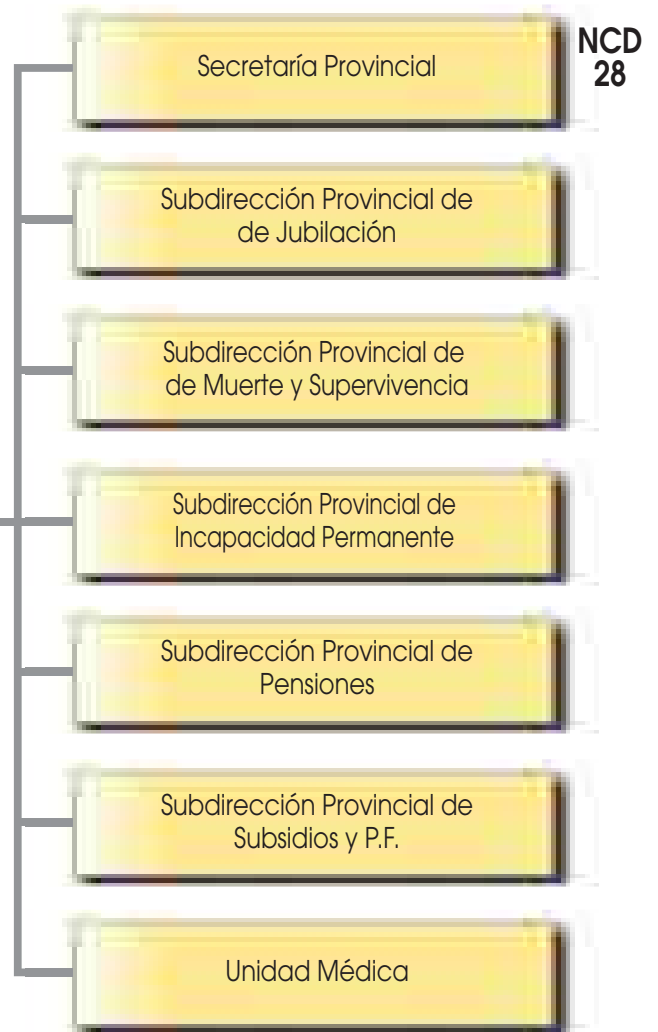 Secretaría Provincial
NCD
28
Subdirección Provincial de
de Jubilación
Subdirección Provincial de
de Muerte y Supervivencia
Subdirección Provincial de
Incapacidad Permanente
Subdirección Provincial de
Pensiones
Subdirección Provincial de
Subsidios y P.F.
Unidad Médica